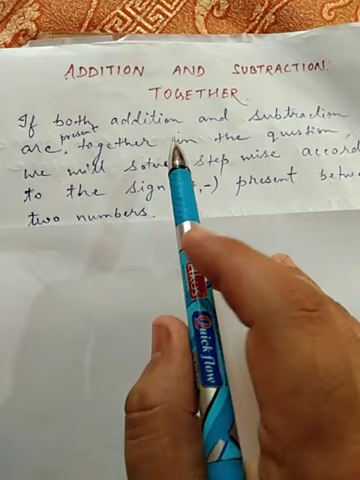 ADDITION AND SUBTRACTION
TOGETHER
If both addition and subtraction
are present together in the question,
we will solve step wise accord
to the sign ,-) present betw
two numbers.
ELKOS
Quick flow